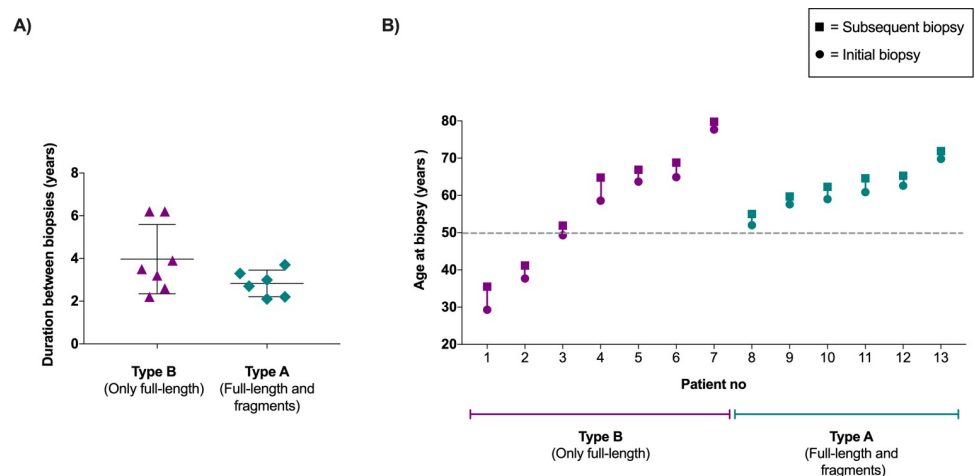 A)
B)
= Subsequent biopsy
= Initial biopsy
Duration between biopsies (years)
8
6
4
2
0
Type B
(Only full-length)
Type A
(Full-length and
fragments)
Age at biopsy (years )
80
70
60
50
40
30
20
1 2 3 4 5 6 7 8 9 10 11 12 13
Patient no
Type B
(Only full-length)
Type A
(Full-length and
fragments)